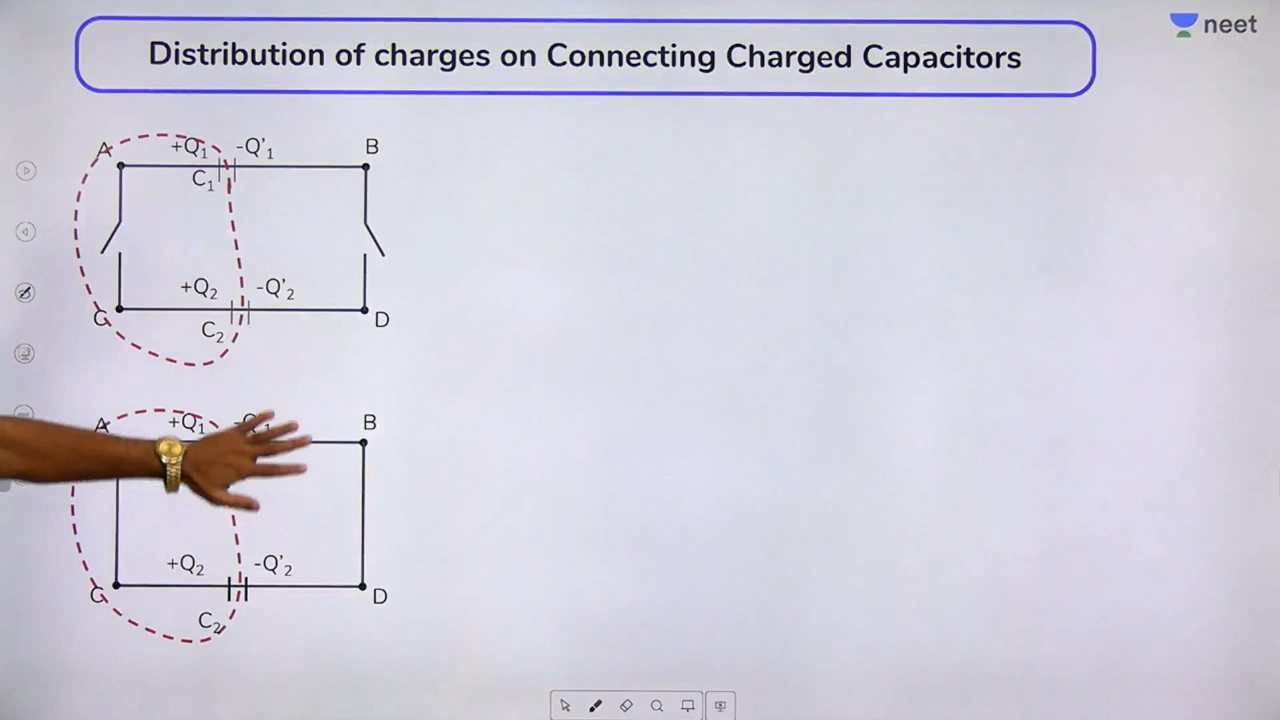 neet
Distribution of charges on Connecting Charged Capacitors
A +Q₁ -Q'₁ B
C₁
+Q₂ -Q'₂
C C₂ D
A +Q₁ B
+Q₂ -Q'₂
C D
C₂